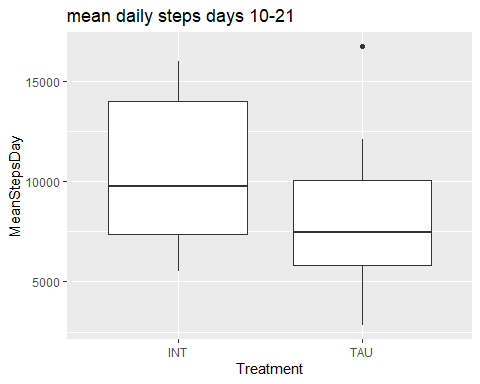 mean daily steps days 10-21
MeanStepsDay
15000
10000
5000
INT
TAU
Treatment